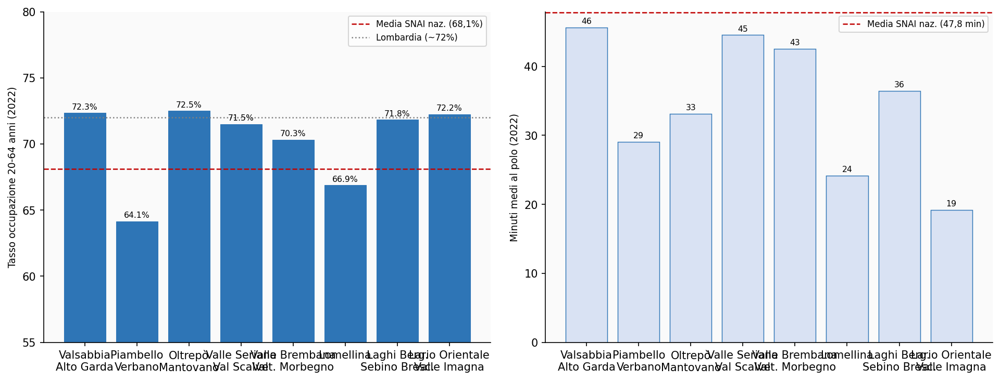 Tasso occupazione 20-64 anni (2022)
80
75
70
65
60
55
Media SNAI naz. (68,1%)
Lombardia (~72%)
72.3%
64.1%
72.5%
71.5%
70.3%
66.9%
71.8%
72.2%
Valsabbia
Alto Garda
Piambello
Verbano
Oltrepò
Mantovano
Valle Seriana
Val Scalve
Valle Brembana
Valt. Morbegno
Lomellina
Laghi Berg.
Sebino Bresc.
Lario Orientale
Valle Imagna
Minuti medi al polo (2022)
40
30
20
10
0
Media SNAI naz. (47,8 min)
46
29
33
45
43
24
36
19
Valsabbia
Alto Garda
Piambello
Verbano
Oltrepò
Mantovano
Valle Seriana
Val Scalve
Valle Brembana
Valt. Morbegno
Lomellina
Laghi Berg.
Sebino Bresc.
Lario Orientale
Valle Imagna